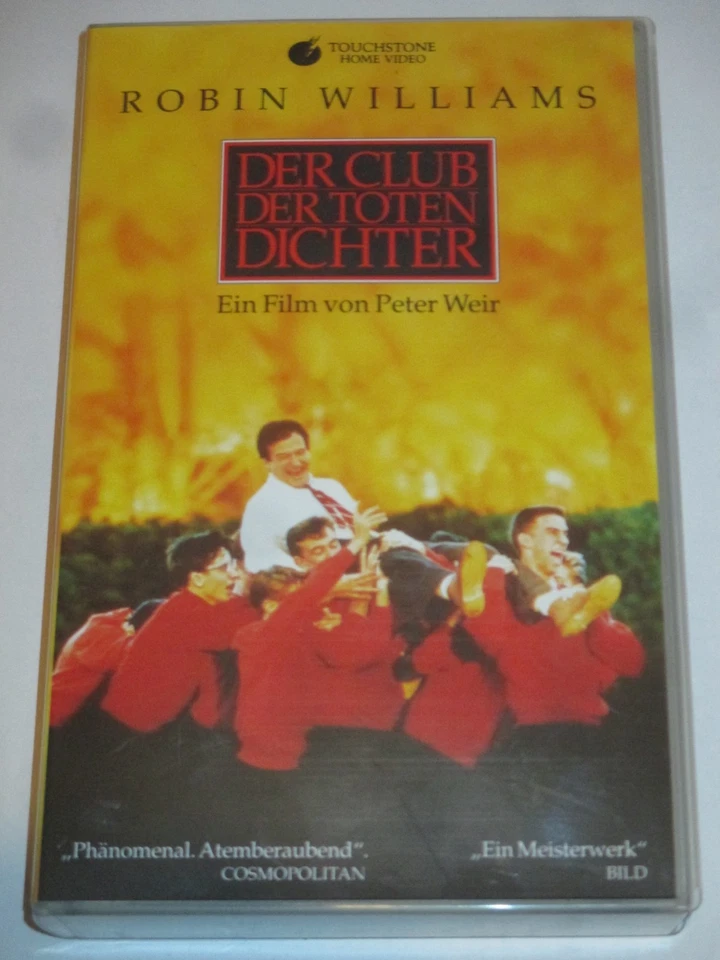 TOUCHSTONE
HOME VIDEO
ROBIN WILLIAMS
DER CLUB
DER TOTEN
DICHTER
Ein Film von Peter Weir
„Phänomenal. Atemberaubend“.
COSMOPOLITAN
„Ein Meisterwerk“
BILD